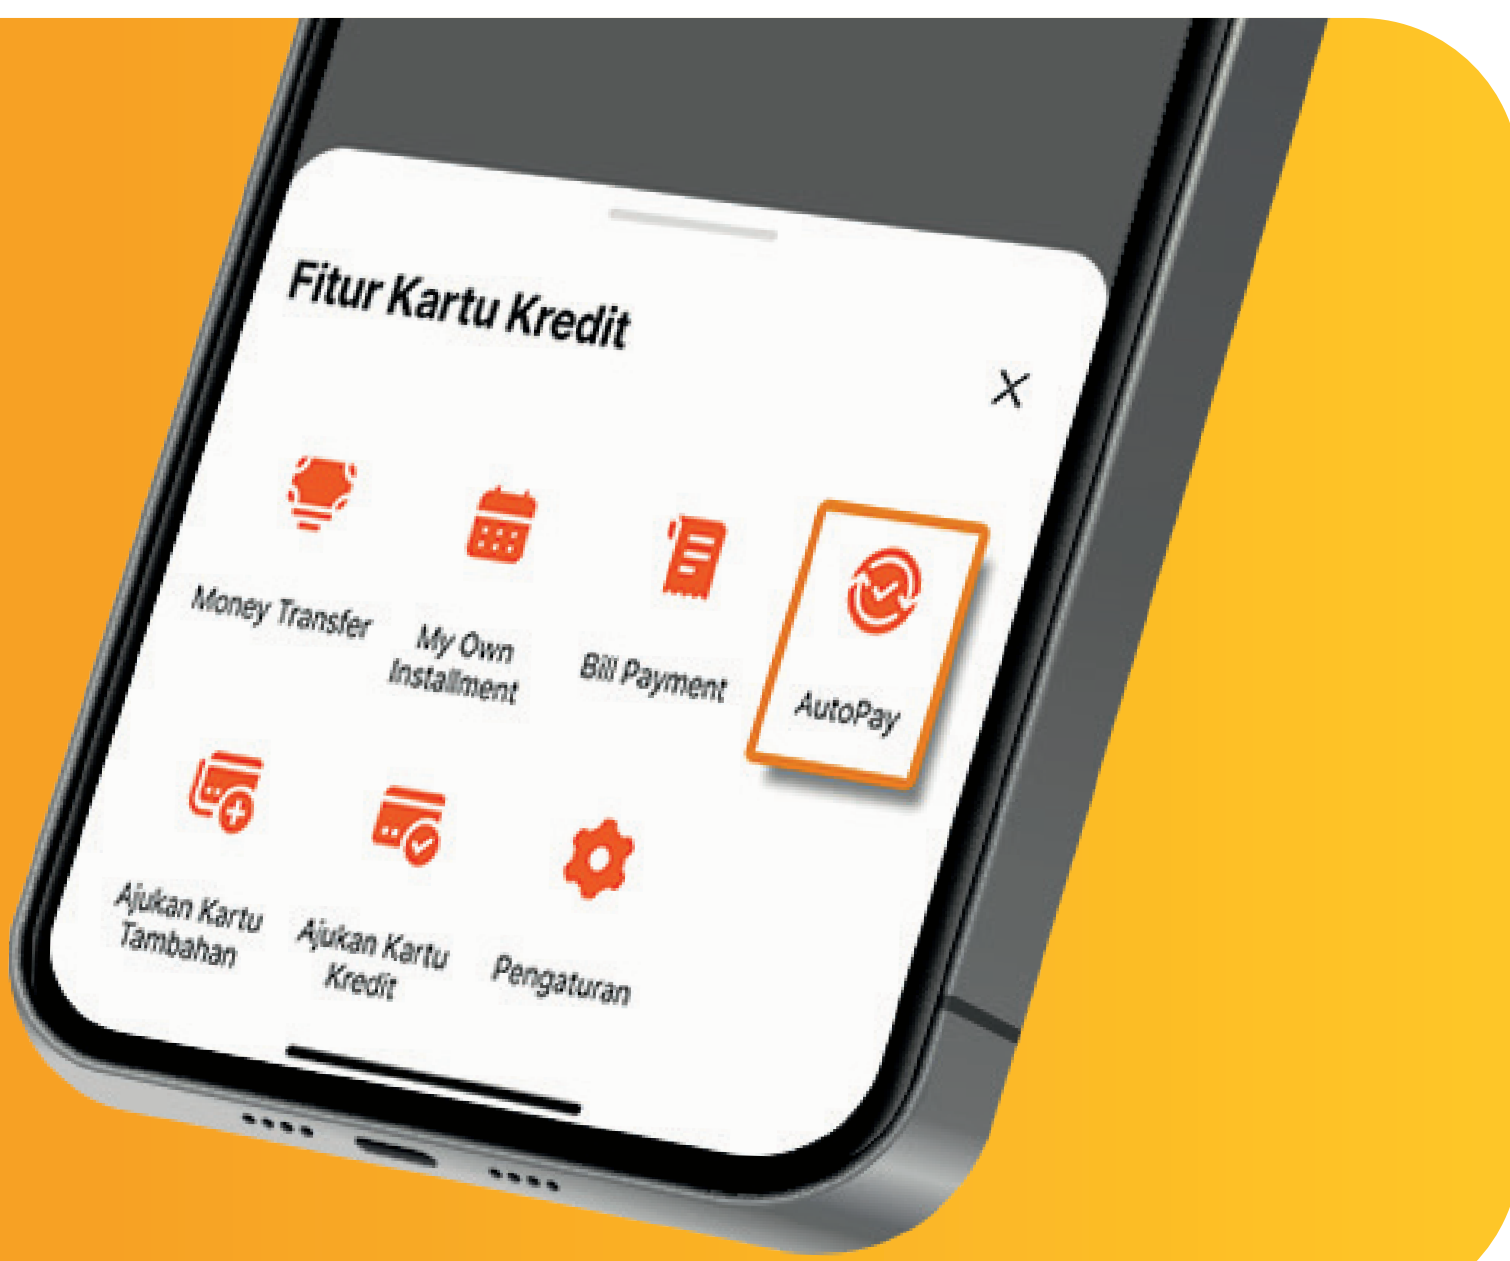 Fitur Kartu Kredit
X
Money Transfer
My Own
Installment
Bill Payment
AutoPay
Ajukan Kartu
Tambahan
Ajukan Kartu
Kredit
Pengaturan